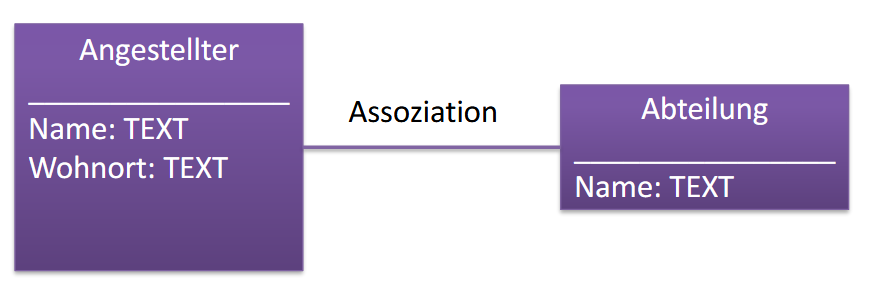 Angestellter
Name: TEXT
Wohnort: TEXT
Assoziation
Abteilung
Name: TEXT